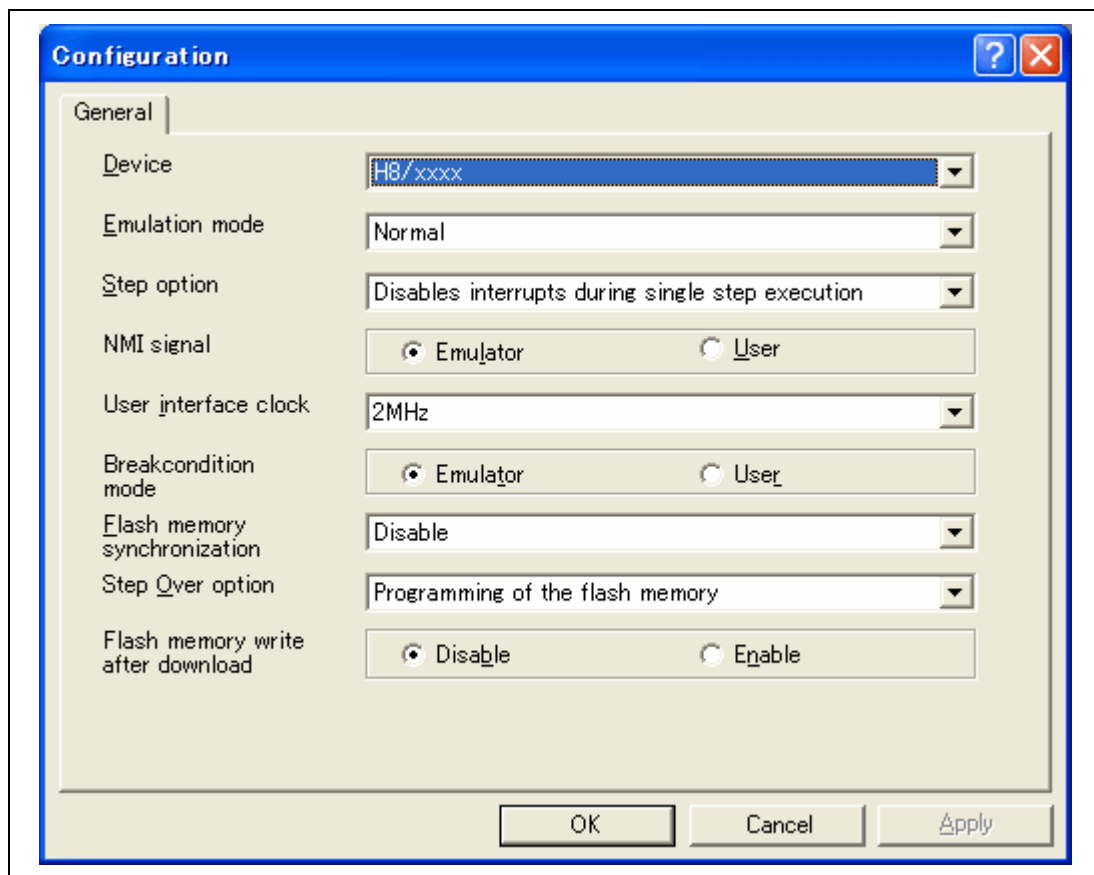 Configuration
General
Device
H8/xxxx
Emulation mode
Normal
Step option
Disables interrupts during single step execution
NMI signal
Emulator
User
User interface clock
2MHz
Breakcondition
mode
Emulator
User
Flash memory
synchronization
Disable
Step Over option
Programming of the flash memory
Flash memory write
after download
Disable
Enable
OK
Cancel
Apply